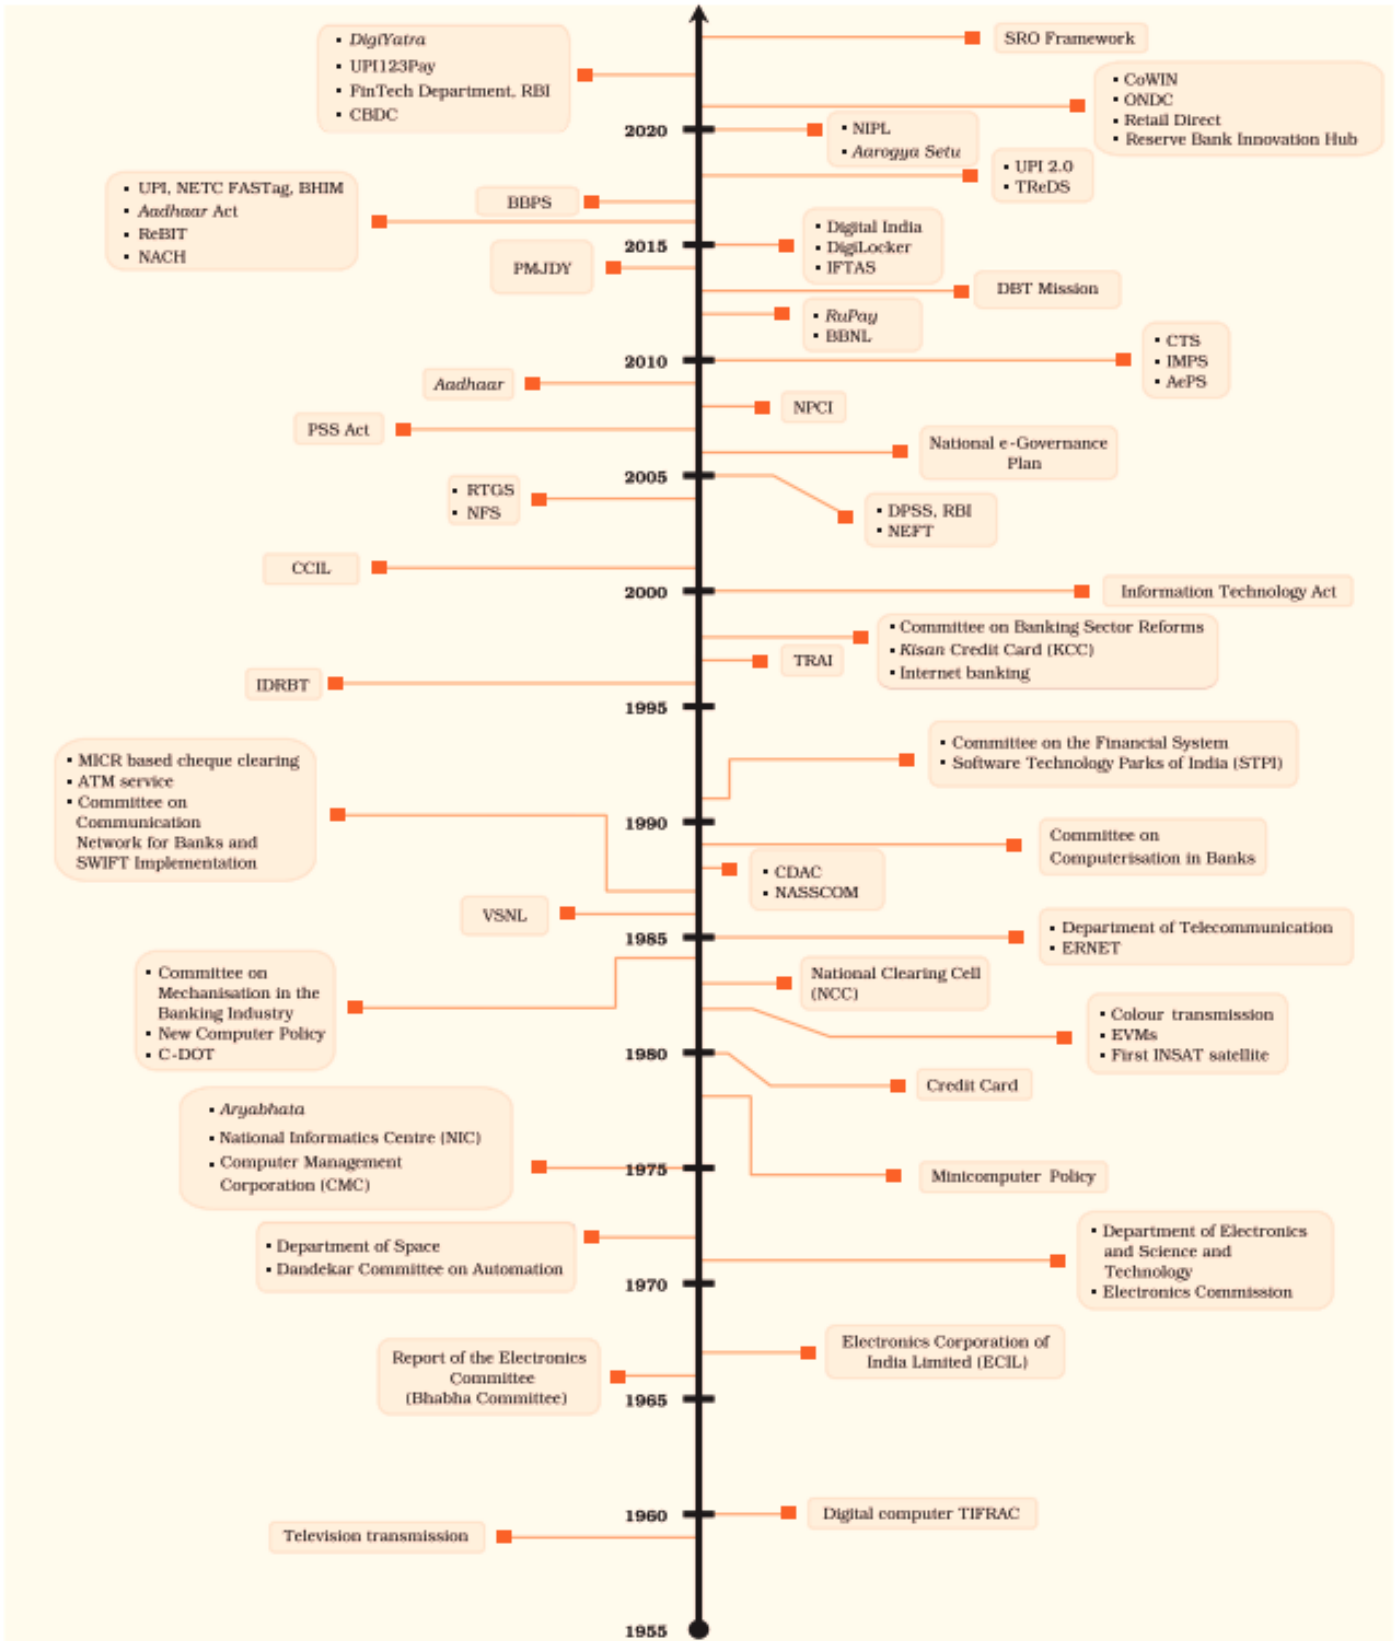 SRO Framework
▪ DigiYatra
▪ UPI123Pay
▪ FinTech Department, RBI
▪ CBDC
▪ CoWIN
▪ ONDC
▪ Retail Direct
▪ Reserve Bank Innovation Hub
2020
▪ NIPL
▪ Aarogya Setu
▪ UPI 2.0
▪ TReDS
▪ UPI, NETC FASTag, BHIM
▪ Aadhaar Act
▪ ReBIT
▪ NACH
BBPS
2015
▪ Digital India
▪ DigiLocker
▪ IFTAS
PMJDY
DBT Mission
▪ RuPay
▪ BBNL
2010
▪ CTS
▪ IMPS
▪ AePS
Aadhaar
NPCI
PSS Act
National e-Governance
Plan
2005
▪ RTGS
▪ NFS
▪ DPSS, RBI
▪ NEFT
CCIL
2000
Information Technology Act
▪ Committee on Banking Sector Reforms
▪ Kisan Credit Card (KCC)
▪ Internet banking
TRAI
IDRBT
1995
▪ Committee on the Financial System
▪ Software Technology Parks of India (STPI)
▪ MICR based cheque clearing
▪ ATM service
▪ Committee on
Communication
Network for Banks and
SWIFT Implementation
1990
Committee on
Computerisation in Banks
▪ CDAC
▪ NASSCOM
VSNL
1985
▪ Department of Telecommunication
▪ ERNET
▪ Committee on
Mechanisation in the
Banking Industry
▪ New Computer Policy
▪ C-DOT
National Clearing Cell
(NCC)
▪ Colour transmission
▪ EVMs
▪ First INSAT satellite
1980
Credit Card
▪ Aryabhata
▪ National Informatics Centre (NIC)
▪ Computer Management
Corporation (CMC)
1975
Minicomputer Policy
▪ Department of Space
▪ Dandekar Committee on Automation
▪ Department of Electronics
and Science and
Technology
▪ Electronics Commission
1970
Electronics Corporation of
India Limited (ECIL)
Report of the Electronics
Committee
(Bhabha Committee)
1965
1960
Digital computer TIFRAC
Television transmission
1955